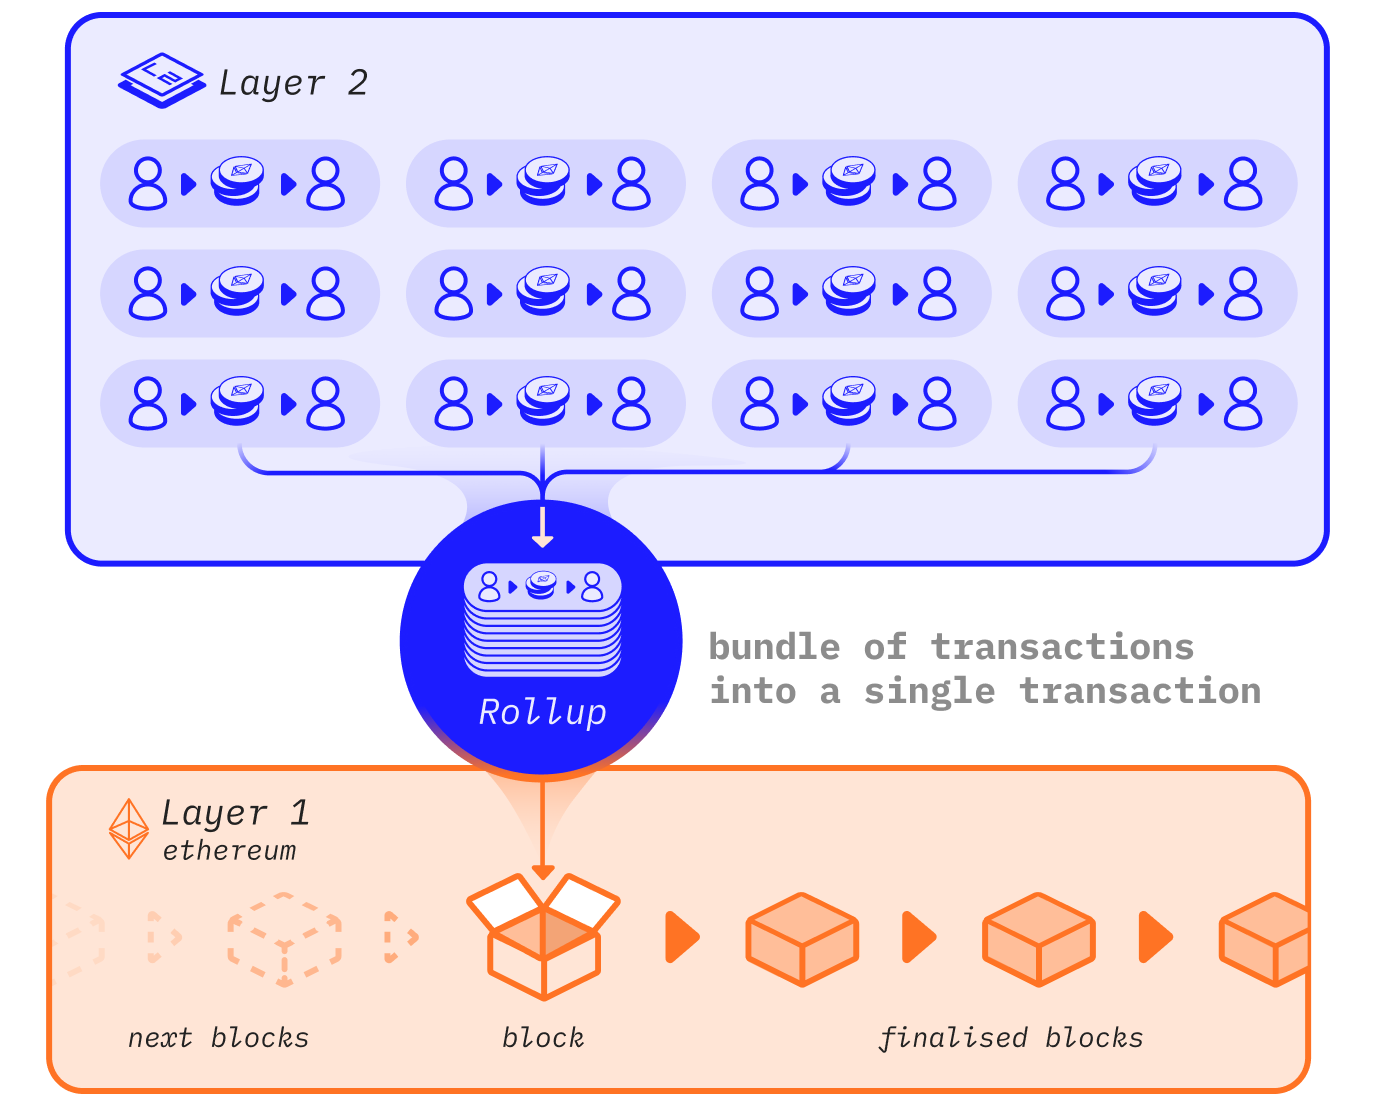 L2
Layer 2
bundle of transactions
into a single transaction
Rollup
Layer 1
ethereum
next blocks
block
finalised blocks